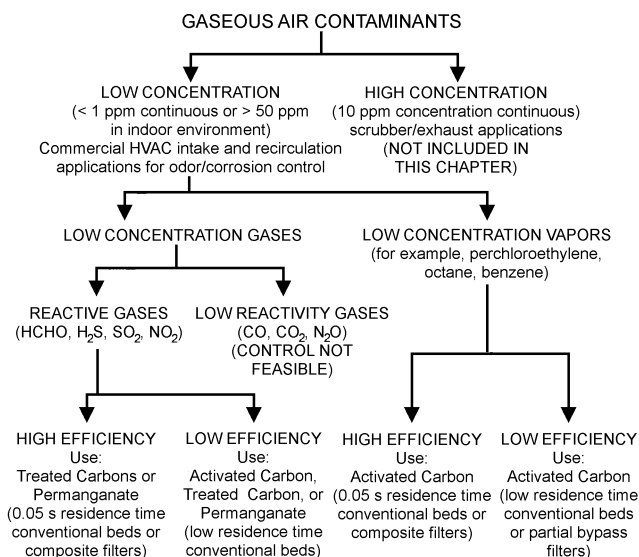 GASEOUS AIR CONTAMINANTS
LOW CONCENTRATION
(< 1 ppm continuous or > 50 ppm
in indoor environment)
Commercial HVAC intake and recirculation
applications for odor/corrosion control
HIGH CONCENTRATION
(10 ppm concentration continuous)
scrubber/exhaust applications
(NOT INCLUDED IN
THIS CHAPTER)
LOW CONCENTRATION GASES
LOW CONCENTRATION VAPORS
(for example, perchloroethylene,
octane, benzene)
REACTIVE GASES
(HCHO, H₂S, SO₂, NO₂)
LOW REACTIVITY GASES
(CO, CO₂, N₂O)
(CONTROL NOT
FEASIBLE)
HIGH EFFICIENCY
Use:
Treated Carbons or
Permanganate
(0.05 s residence time
conventional beds or
composite filters)
LOW EFFICIENCY
Use:
Activated Carbon,
Treated Carbon, or
Permanganate
(low residence time
conventional beds)
HIGH EFFICIENCY
Use:
Activated Carbon
(0.05 s residence time
conventional beds or
composite filters)
LOW EFFICIENCY
Use:
Activated Carbon
(low residence time
conventional beds
or partial bypass
filters)